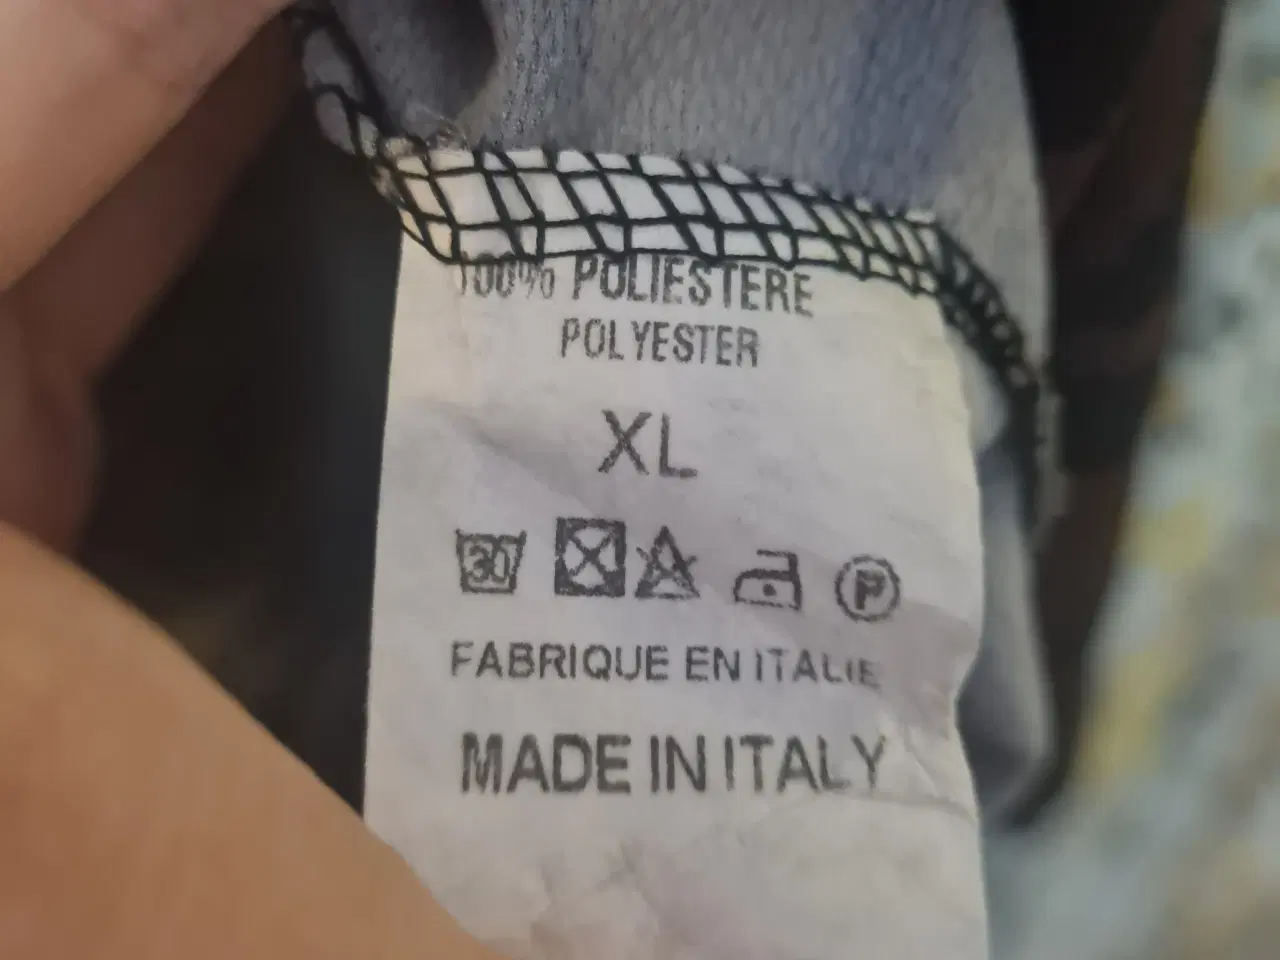 100% POLIESTERE
POLYESTER
XL
30 P
FABRIQUE EN ITALIE
MADE IN ITALY